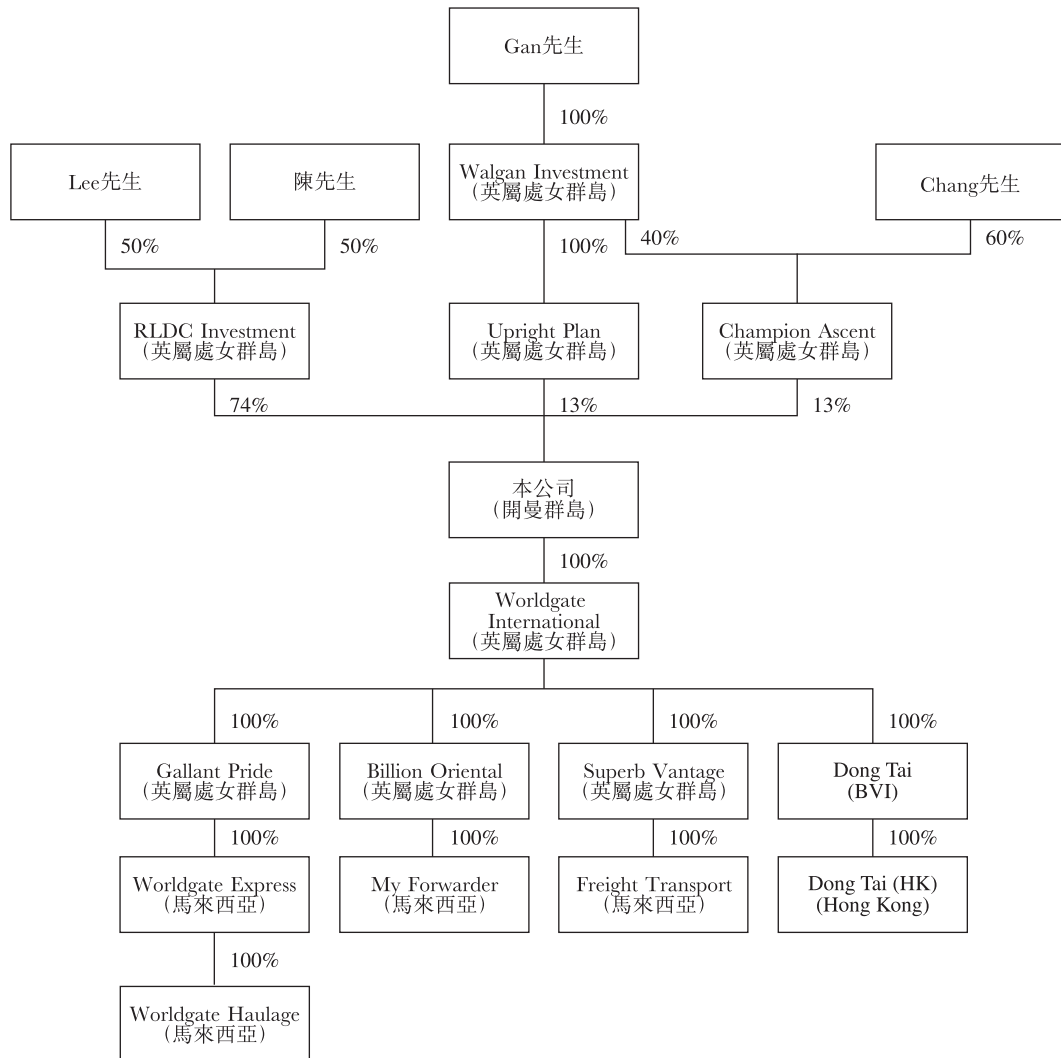 Gan先生
100%
Lee先生
陳先生
Walgan Investment
(英屬處女群島)
Chang先生
50%
50%
100%
40%
60%
RLDC Investment
(英屬處女群島)
Upright Plan
(英屬處女群島)
Champion Ascent
(英屬處女群島)
74%
13%
13%
本公司
(開曼群島)
100%
Worldgate
International
(英屬處女群島)
100%
100%
100%
100%
Gallant Pride
(英屬處女群島)
Billion Oriental
(英屬處女群島)
Superb Vantage
(英屬處女群島)
Dong Tai
(BVI)
100%
100%
100%
100%
Worldgate Express
(馬來西亞)
My Forwarder
(馬來西亞)
Freight Transport
(馬來西亞)
Dong Tai (HK)
(Hong Kong)
100%
Worldgate Haulage
(馬來西亞)